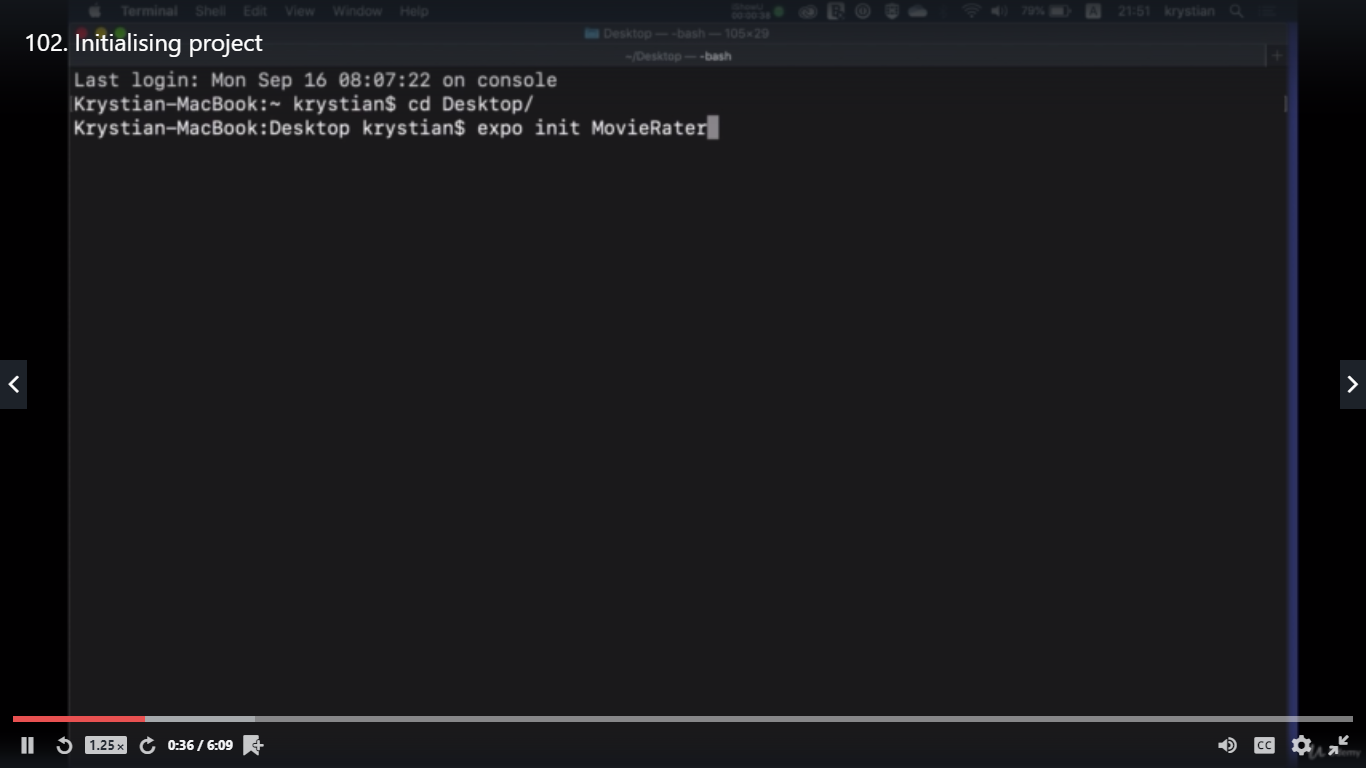 Terminal Shell Edit View Window Help 79% A 21:51 krystian
102. Initialising project
Desktop — -bash — 105×29
~/Desktop — -bash
Last login: Mon Sep 16 08:07:22 on console
Krystian-MacBook:~ krystian$ cd Desktop/
Krystian-MacBook:Desktop krystian$ expo init MovieRater
1.25x 0:36 / 6:09 CC